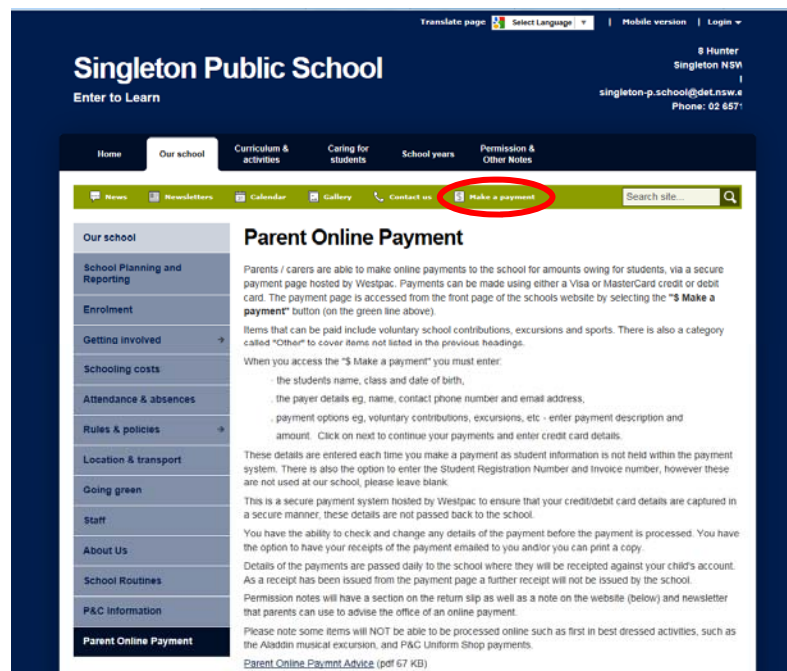 Translate page Select Language ▼ | Mobile version | Login
Singleton Public School
Enter to Learn
8 Hunter
Singleton NSW
singleton-p.school@det.nsw.e
Phone: 02 6571
Home
Our school
Curriculum & activities
Caring for students
School years
Permission & Other Notes
News
Newsletters
Calendar
Gallery
Contact us
$ Make a payment
Search site...
Our school
School Planning and
Reporting
Enrolment
Getting involved
Schooling costs
Attendance & absences
Rules & policies
Location & transport
Going green
Staff
About Us
School Routines
P&C Information
Parent Online Payment
Parent Online Payment
Parents / carers are able to make online payments to the school for amounts owing for students, via a secure
payment page hosted by Westpac. Payments can be made using either a Visa or MasterCard credit or debit
card. The payment page is accessed from the front page of the schools website by selecting the "$ Make a
payment" button (on the green line above).
Items that can be paid include voluntary school contributions, excursions and sports. There is also a category
called "Other" to cover items not listed in the previous headings.
When you access the "$ Make a payment" you must enter:
· the students name, class and date of birth,
. the payer details eg, name, contact phone number and email address,
. payment options eg, voluntary contributions, excursions, etc - enter payment description and
amount. Click on next to continue your payments and enter credit card details.
These details are entered each time you make a payment as student information is not held within the payment
system. There is also the option to enter the Student Registration Number and Invoice number, however these
are not used at our school, please leave blank.
This is a secure payment system hosted by Westpac to ensure that your credit/debit card details are captured in
a secure manner, these details are not passed back to the school.
You have the ability to check and change any details of the payment before the payment is processed. You have
the option to have your receipts of the payment emailed to you and/or you can print a copy.
Details of the payments are passed daily to the school where they will be receipted against your child's account.
As a receipt has been issued from the payment page a further receipt will not be issued by the school.
Permission notes will have a section on the return slip as well as a note on the website (below) and newsletter
that parents can use to advise the office of an online payment.
Please note some items will NOT be able to be processed online such as first in best dressed activities, such as
the Aladdin musical excursion, and P&C Uniform Shop payments.
Parent Online Paymnt Advice (pdf 67 KB)